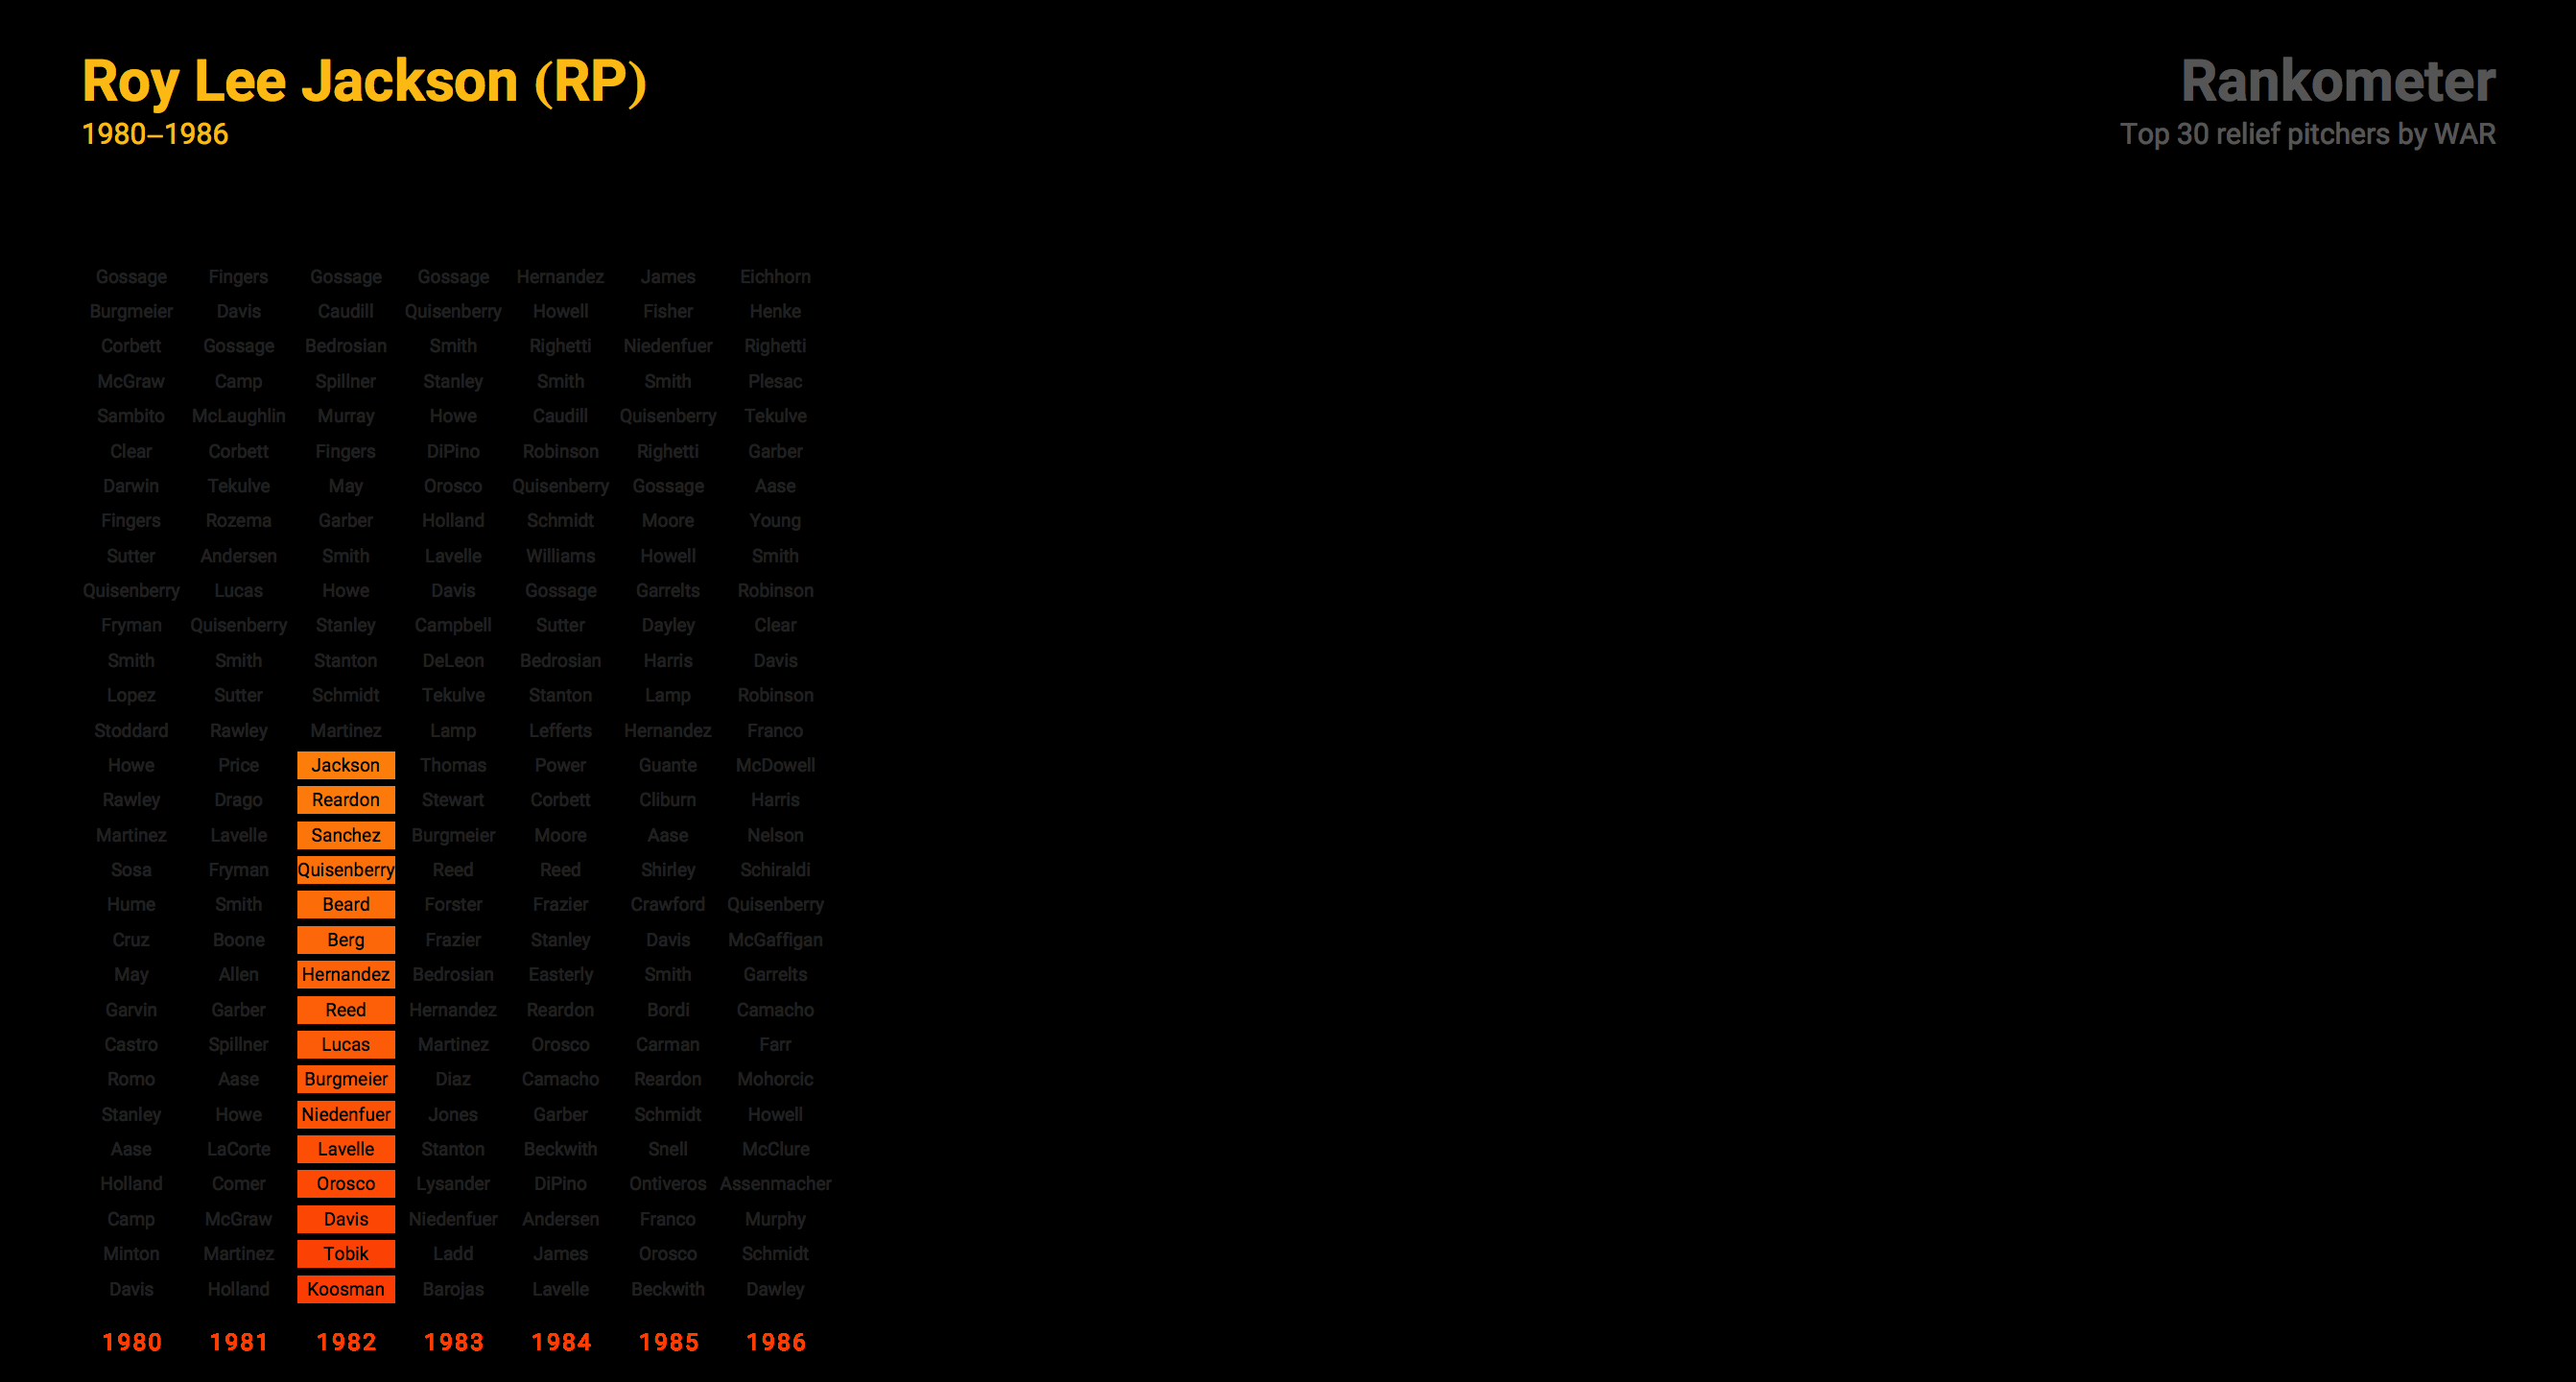 Roy Lee Jackson (RP)
1980–1986
Rankometer
Top 30 relief pitchers by WAR
Gossage Fingers Gossage Gossage Hernandez James Eichhorn
Burgmeier Davis Caudill Quisenberry Howell Fisher Henke
Corbett Gossage Bedrosian Smith Righetti Niedenfuer Righetti
McGraw Camp Spillner Stanley Smith Smith Plesac
Sambito McLaughlin Murray Howe Caudill Quisenberry Tekulve
Clear Corbett Fingers DiPino Robinson Righetti Garber
Darwin Tekulve May Orosco Quisenberry Gossage Aase
Fingers Rozema Garber Holland Schmidt Moore Young
Sutter Andersen Smith Lavelle Williams Howell Smith
Quisenberry Lucas Howe Davis Gossage Garrelts Robinson
Fryman Quisenberry Stanley Campbell Sutter Dayley Clear
Smith Smith Stanton DeLeon Bedrosian Harris Davis
Lopez Sutter Schmidt Tekulve Stanton Lamp Robinson
Stoddard Rawley Martinez Lamp Lefferts Hernandez Franco
Howe Price Jackson Thomas Power Guante McDowell
Rawley Drago Reardon Stewart Corbett Cliburn Harris
Martinez Lavelle Sanchez Burgmeier Moore Aase Nelson
Sosa Fryman Quisenberry Reed Reed Shirley Schiraldi
Hume Smith Beard Forster Frazier Crawford Quisenberry
Cruz Boone Berg Frazier Stanley Davis McGaffigan
May Allen Hernandez Bedrosian Easterly Smith Garrelts
Garvin Garber Reed Hernandez Reardon Bordi Camacho
Castro Spillner Lucas Martinez Orosco Carman Farr
Romo Aase Burgmeier Diaz Camacho Reardon Mohorcic
Stanley Howe Niedenfuer Jones Garber Schmidt Howell
Aase LaCorte Lavelle Stanton Beckwith Snell McClure
Holland Comer Orosco Lysander DiPino Ontiveros Assenmacher
Camp McGraw Davis Niedenfuer Andersen Franco Murphy
Minton Martinez Tobik Ladd James Orosco Schmidt
Davis Holland Koosman Barojas Lavelle Beckwith Dawley
1980 1981 1982 1983 1984 1985 1986